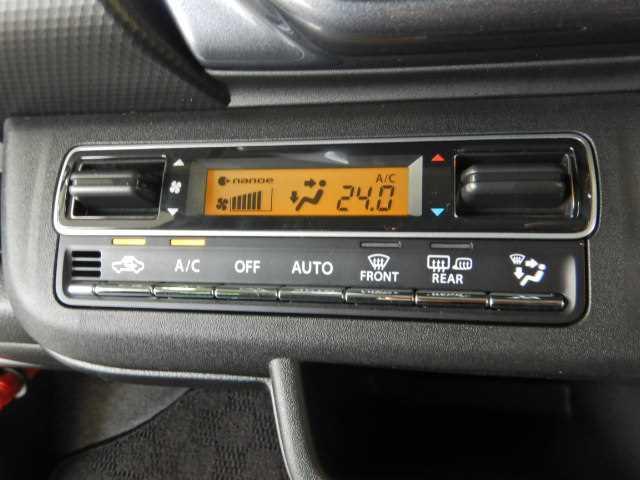 nanoe
A/C
24.0
A/C OFF AUTO FRONT REAR